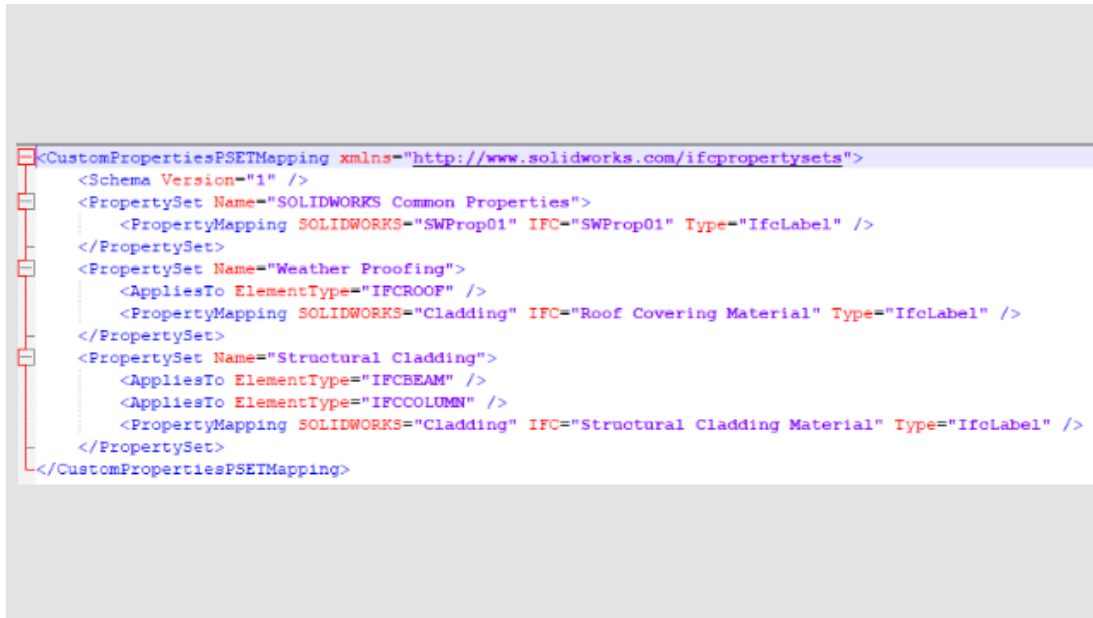 <CustomPropertiesPSETMapping xmlns="http://www.solidworks.com/ifcpropertysets">
<Schema Version="1" />
<PropertySet Name="SOLIDWORKS Common Properties">
<PropertyMapping SOLIDWORKS="SWProp01" IFC="SWProp01" Type="IfcLabel" />
</PropertySet>
<PropertySet Name="Weather Proofing">
<AppliesTo ElementType="IFCROOF" />
<PropertyMapping SOLIDWORKS="Cladding" IFC="Roof Covering Material" Type="IfcLabel" />
</PropertySet>
<PropertySet Name="Structural Cladding">
<AppliesTo ElementType="IFCBEAM" />
<AppliesTo ElementType="IFCCOLUMN" />
<PropertyMapping SOLIDWORKS="Cladding" IFC="Structural Cladding Material" Type="IfcLabel" />
</PropertySet>
</CustomPropertiesPSETMapping>